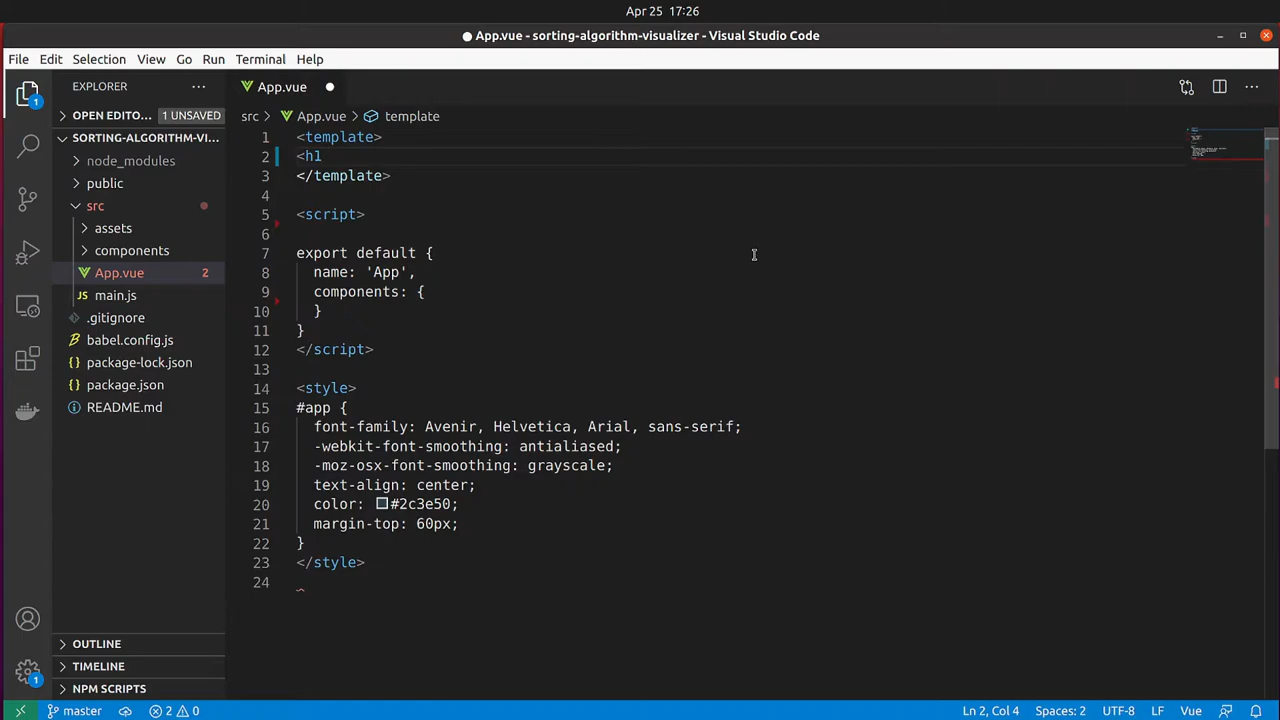 Apr 25 17:26
● App.vue - sorting-algorithm-visualizer - Visual Studio Code
File Edit Selection View Go Run Terminal Help
EXPLORER
App.vue
OPEN EDITO... 1 UNSAVED
src > App.vue > template
SORTING-ALGORITHM-VI...
node_modules
public
src
assets
components
App.vue 2
main.js
.gitignore
babel.config.js
package-lock.json
package.json
README.md
1 <template>
2 <h1
3 </template>
4
5 <script>
6
7 export default {
8 name: 'App',
9 components: {
10 }
11 }
12 </script>
13
14 <style>
15 #app {
16 font-family: Avenir, Helvetica, Arial, sans-serif;
17 -webkit-font-smoothing: antialiased;
18 -moz-osx-font-smoothing: grayscale;
19 text-align: center;
20 color: #2c3e50;
21 margin-top: 60px;
22 }
23 </style>
24
1
OUTLINE
TIMELINE
NPM SCRIPTS
1
master 2 0 Ln 2, Col 4 Spaces: 2 UTF-8 LF Vue